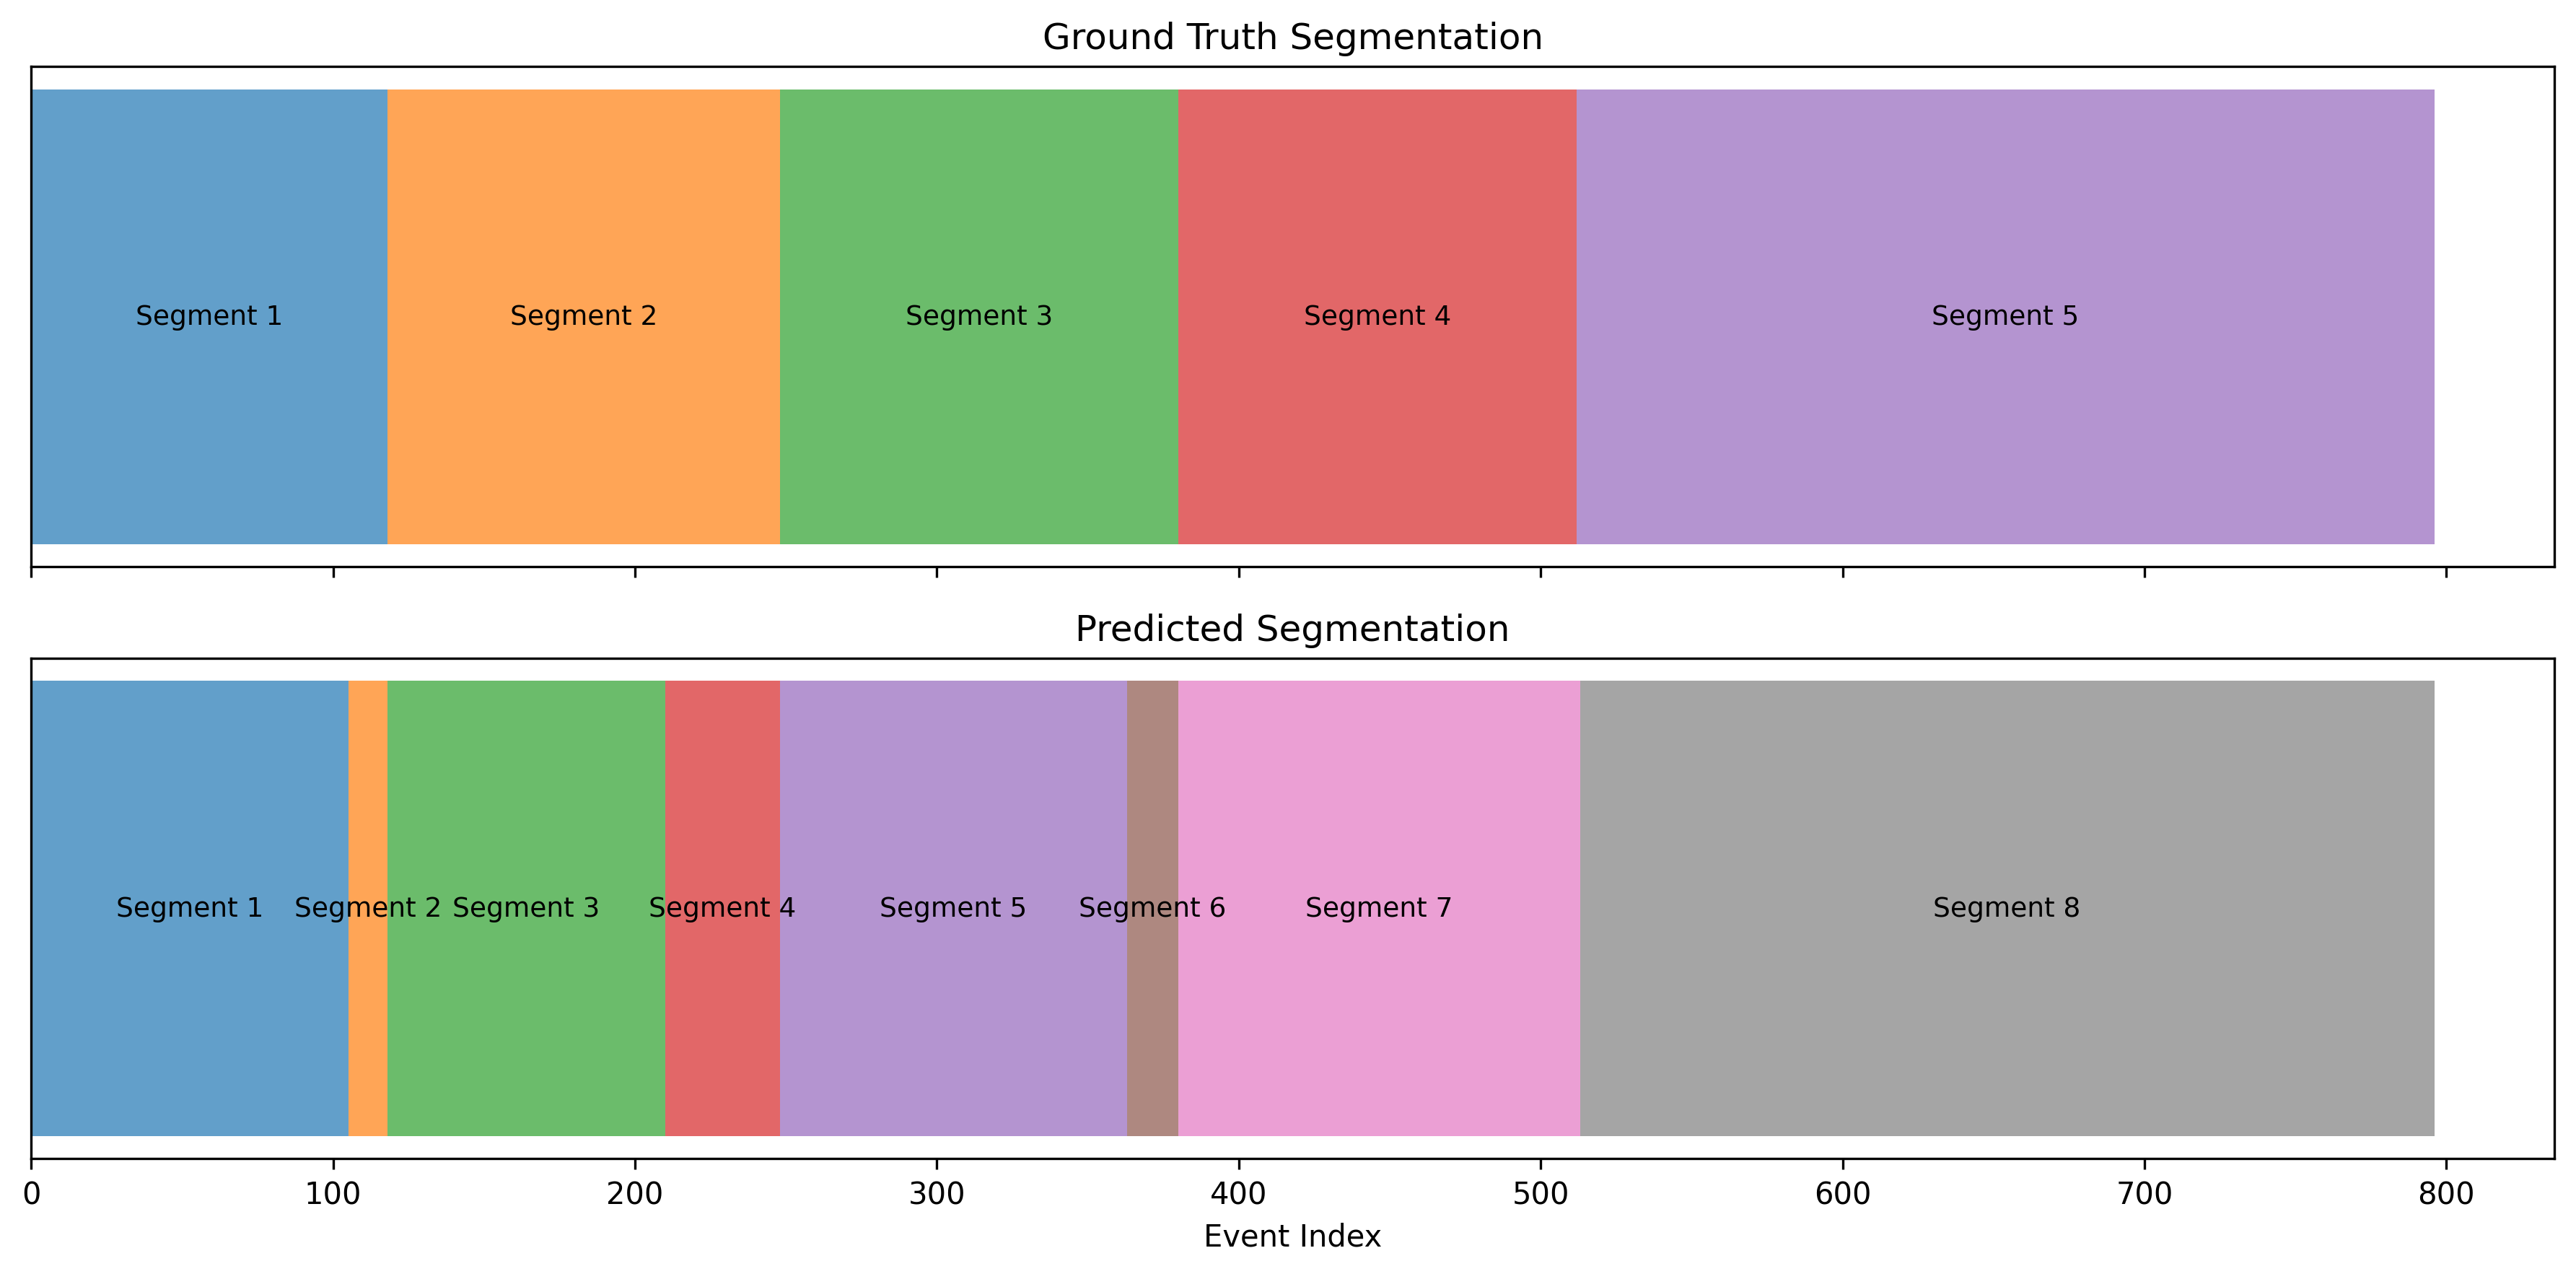 Ground Truth Segmentation
Segment 1 Segment 2 Segment 3 Segment 4 Segment 5
Predicted Segmentation
Segment 1 Segment 2 Segment 3 Segment 4 Segment 5 Segment 6 Segment 7 Segment 8
0 100 200 300 400 500 600 700 800
Event Index